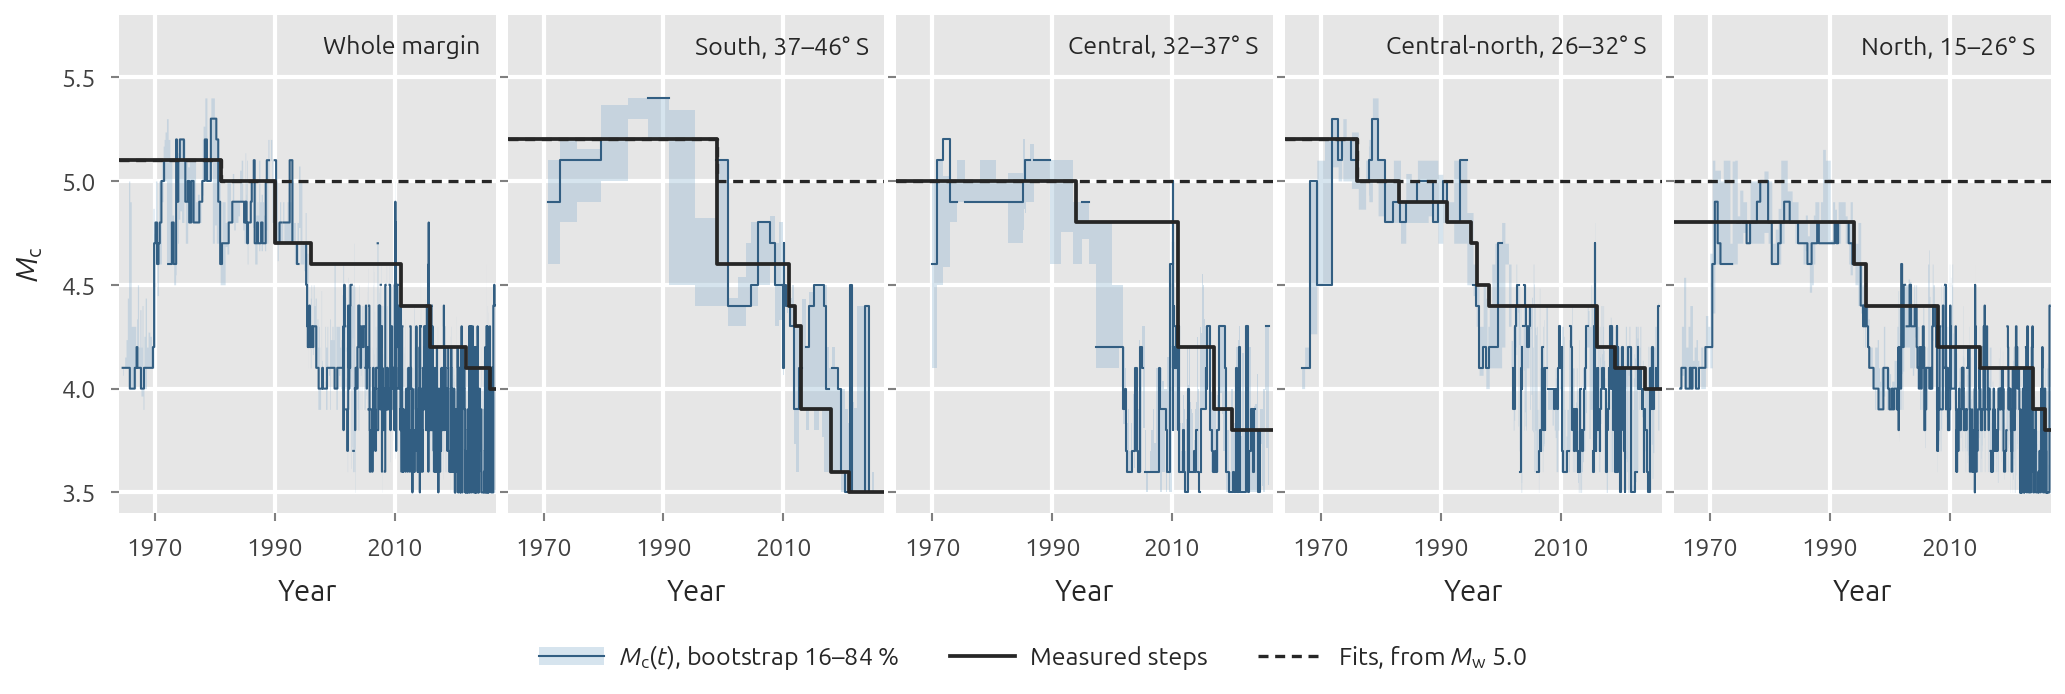 Whole margin
South, 37–46° S
Central, 32–37° S
Central-north, 26–32° S
North, 15–26° S
5.5
5.0
4.5
4.0
3.5
Mc
1970 1990 2010
1970 1990 2010
1970 1990 2010
1970 1990 2010
1970 1990 2010
Year
Year
Year
Year
Year
Mc(t), bootstrap 16–84 %
Measured steps
Fits, from Mw 5.0